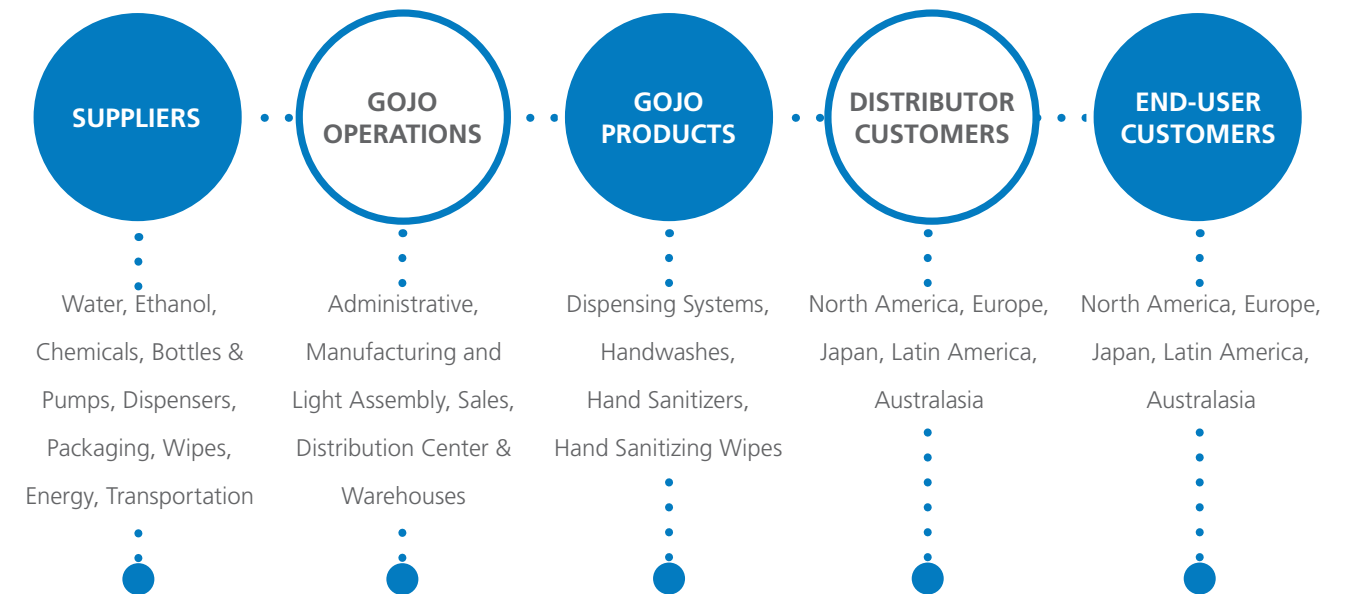 SUPPLIERS
GOJO
OPERATIONS
GOJO
PRODUCTS
DISTRIBUTOR
CUSTOMERS
END-USER
CUSTOMERS
Water, Ethanol,
Chemicals, Bottles &
Pumps, Dispensers,
Packaging, Wipes,
Energy, Transportation
Administrative,
Manufacturing and
Light Assembly, Sales,
Distribution Center &
Warehouses
Dispensing Systems,
Handwashes,
Hand Sanitizers,
Hand Sanitizing Wipes
North America, Europe,
Japan, Latin America,
Australasia
North America, Europe,
Japan, Latin America,
Australasia